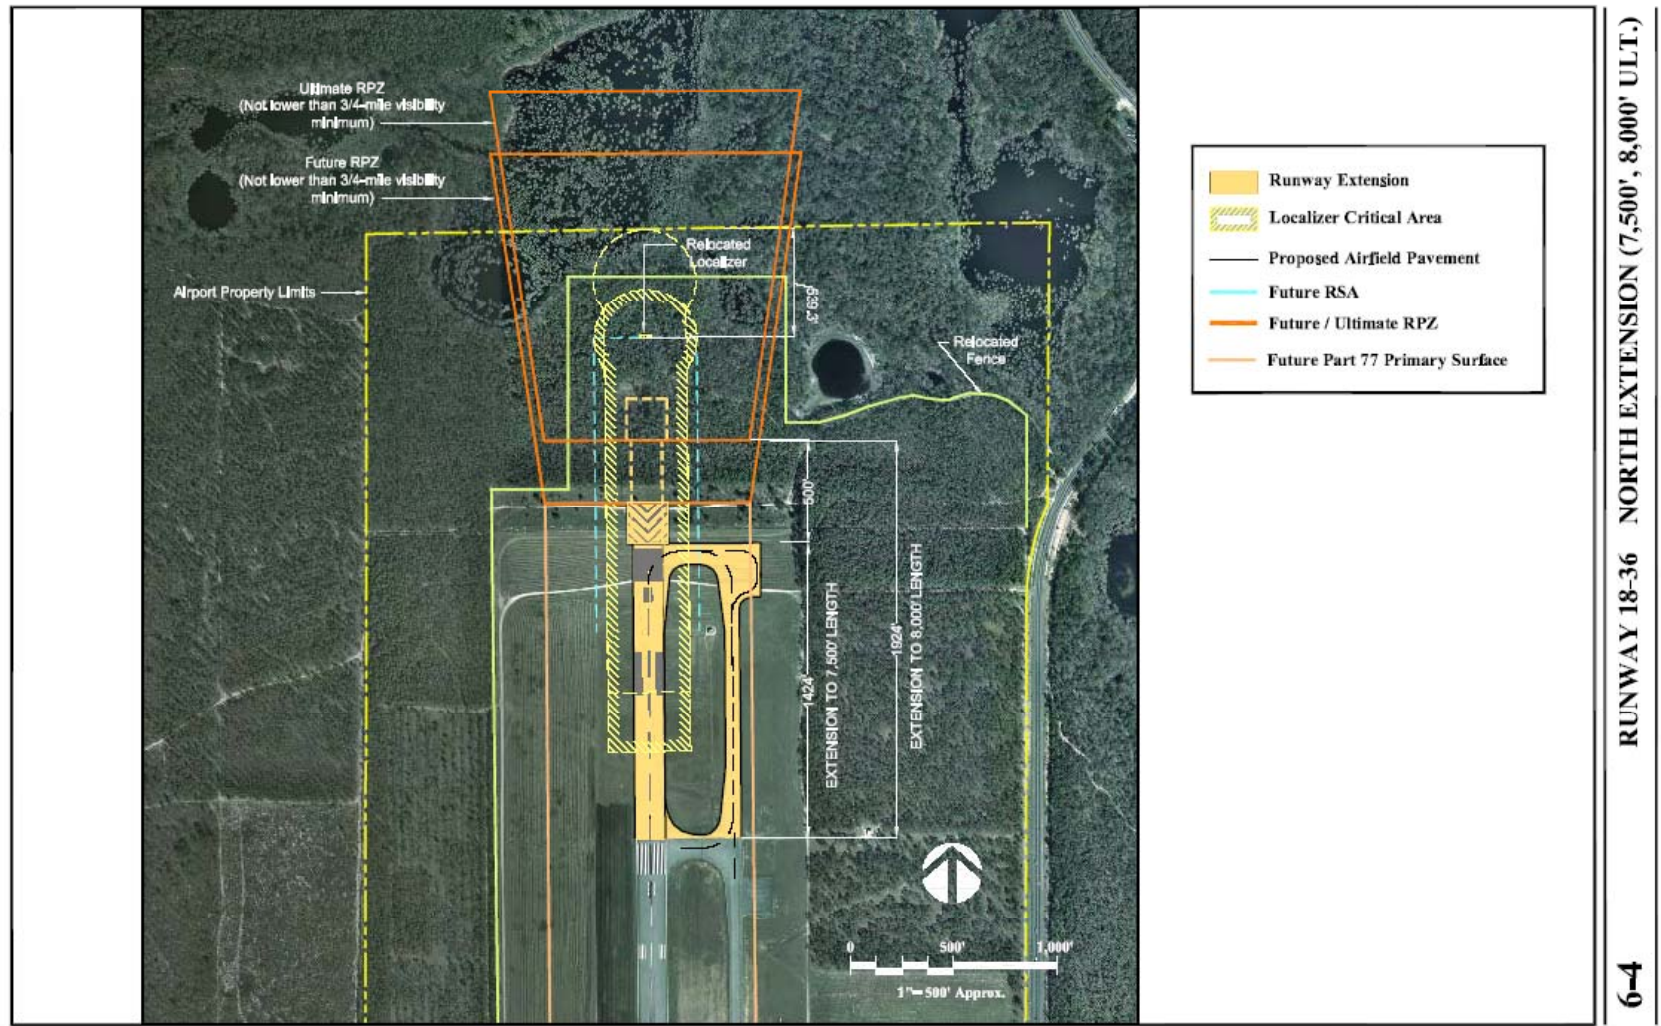 Ultimate RPZ
(Not lower than 3/4-mile visibility
minimum)
Future RPZ
(Not lower than 3/4-mile visibility
minimum)
Relocated
Localizer
Airport Property Limits
539.3'
Relocated
Fence
500'
1424'
EXTENSION TO 7,500' LENGTH
1924'
EXTENSION TO 8,000' LENGTH
0 500' 1,000'
1"= 500' Approx.
Runway Extension
Localizer Critical Area
Proposed Airfield Pavement
Future RSA
Future / Ultimate RPZ
Future Part 77 Primary Surface
RUNWAY 18-36 NORTH EXTENSION (7,500', 8,000' ULT.)
6-4